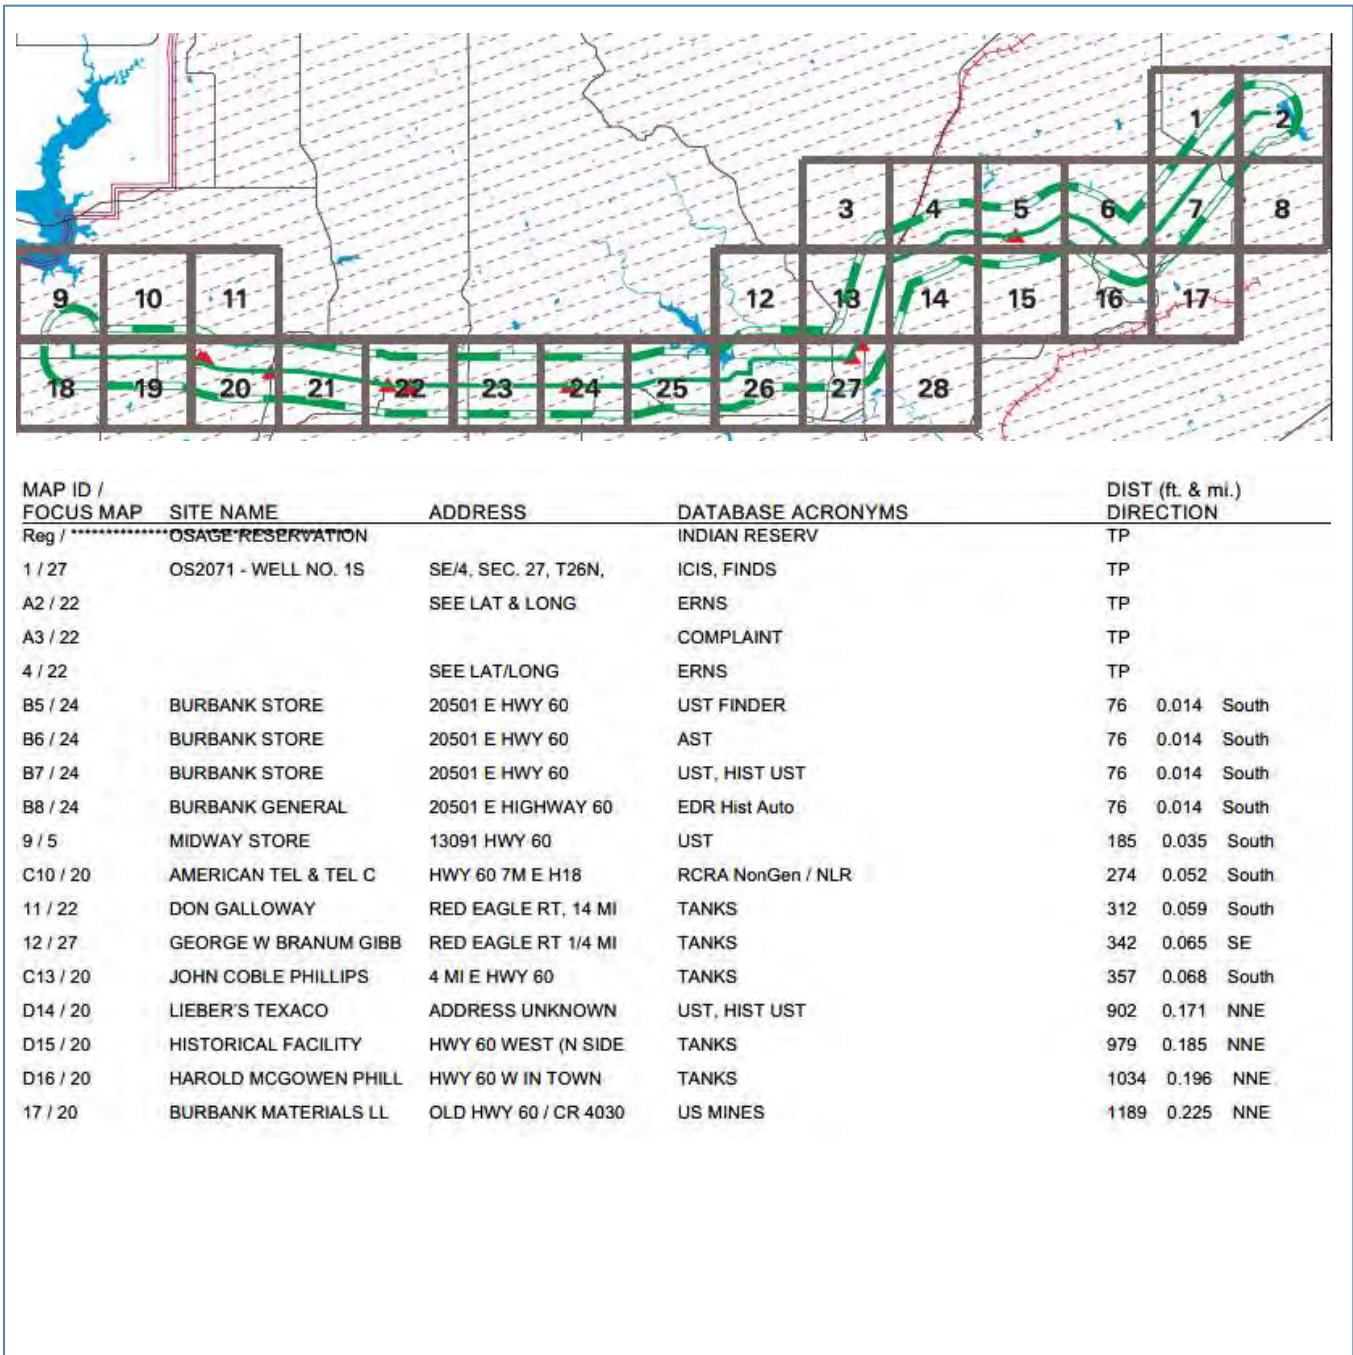 1 2
3 4 5 6 7 8
9 10 11 12 13 14 15 16 17
18 19 20 21 22 23 24 25 26 27 28
MAP ID / DIST (ft. & mi.)
FOCUS MAP SITE NAME ADDRESS DATABASE ACRONYMS DIRECTION
Reg / OSAGE RESERVATION INDIAN RESERV TP
1 / 27 OS2071 - WELL NO. 1S SE/4, SEC. 27, T26N, ICIS, FINDS TP
A2 / 22 SEE LAT & LONG ERNS TP
A3 / 22 COMPLAINT TP
4 / 22 SEE LAT/LONG ERNS TP
B5 / 24 BURBANK STORE 20501 E HWY 60 UST FINDER 76 0.014 South
B6 / 24 BURBANK STORE 20501 E HWY 60 AST 76 0.014 South
B7 / 24 BURBANK STORE 20501 E HWY 60 UST, HIST UST 76 0.014 South
B8 / 24 BURBANK GENERAL 20501 E HIGHWAY 60 EDR Hist Auto 76 0.014 South
9 / 5 MIDWAY STORE 13091 HWY 60 UST 185 0.035 South
C10 / 20 AMERICAN TEL & TEL C HWY 60 7M E H18 RCRA NonGen / NLR 274 0.052 South
11 / 22 DON GALLOWAY RED EAGLE RT, 14 MI TANKS 312 0.059 South
12 / 27 GEORGE W BRANUM GIBB RED EAGLE RT 1/4 MI TANKS 342 0.065 SE
C13 / 20 JOHN COBLE PHILLIPS 4 MI E HWY 60 TANKS 357 0.068 South
D14 / 20 LIEBER'S TEXACO ADDRESS UNKNOWN UST, HIST UST 902 0.171 NNE
D15 / 20 HISTORICAL FACILITY HWY 60 WEST (N SIDE TANKS 979 0.185 NNE
D16 / 20 HAROLD MCGOWEN PHILL HWY 60 W IN TOWN TANKS 1034 0.196 NNE
17 / 20 BURBANK MATERIALS LL OLD HWY 60 / CR 4030 US MINES 1189 0.225 NNE